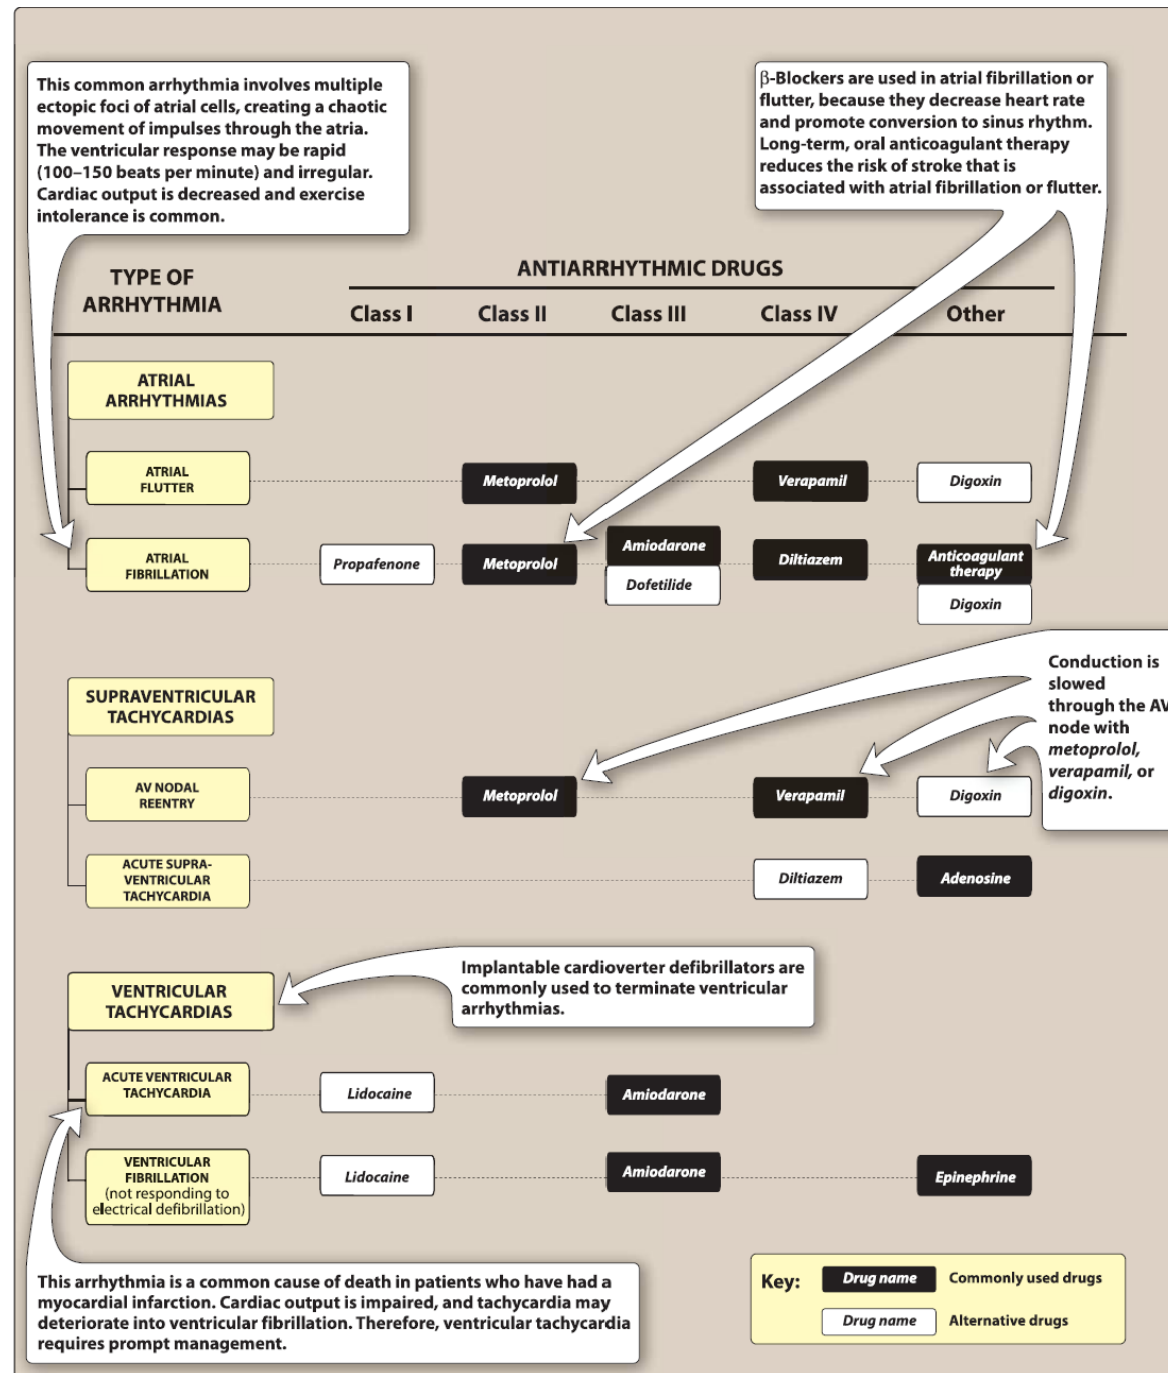 This common arrhythmia involves multiple
ectopic foci of atrial cells, creating a chaotic
movement of impulses through the atria.
The ventricular response may be rapid
(100–150 beats per minute) and irregular.
Cardiac output is decreased and exercise
intolerance is common.
β-Blockers are used in atrial fibrillation or
flutter, because they decrease heart rate
and promote conversion to sinus rhythm.
Long-term, oral anticoagulant therapy
reduces the risk of stroke that is
associated with atrial fibrillation or flutter.
TYPE OF
ARRHYTHMIA
ANTIARRHYTHMIC DRUGS
Class I Class II Class III Class IV Other
ATRIAL
ARRHYTHMIAS
ATRIAL
FLUTTER
Metoprolol Verapamil Digoxin
ATRIAL
FIBRILLATION
Propafenone Metoprolol
Amiodarone
Dofetilide
Diltiazem
Anticoagulant
therapy
Digoxin
SUPRAVENTRICULAR
TACHYCARDIAS
Conduction is
slowed
through the AV
node with
metoprolol,
verapamil, or
digoxin.
AV NODAL
REENTRY
Metoprolol Verapamil Digoxin
ACUTE SUPRA-
VENTRICULAR
TACHYCARDIA
Diltiazem Adenosine
VENTRICULAR
TACHYCARDIAS
Implantable cardioverter defibrillators are
commonly used to terminate ventricular
arrhythmias.
ACUTE VENTRICULAR
TACHYCARDIA
Lidocaine Amiodarone
VENTRICULAR
FIBRILLATION
(not responding to
electrical defibrillation)
Lidocaine Amiodarone Epinephrine
This arrhythmia is a common cause of death in patients who have had a
myocardial infarction. Cardiac output is impaired, and tachycardia may
deteriorate into ventricular fibrillation. Therefore, ventricular tachycardia
requires prompt management.
Key: Drug name Commonly used drugs
Drug name Alternative drugs